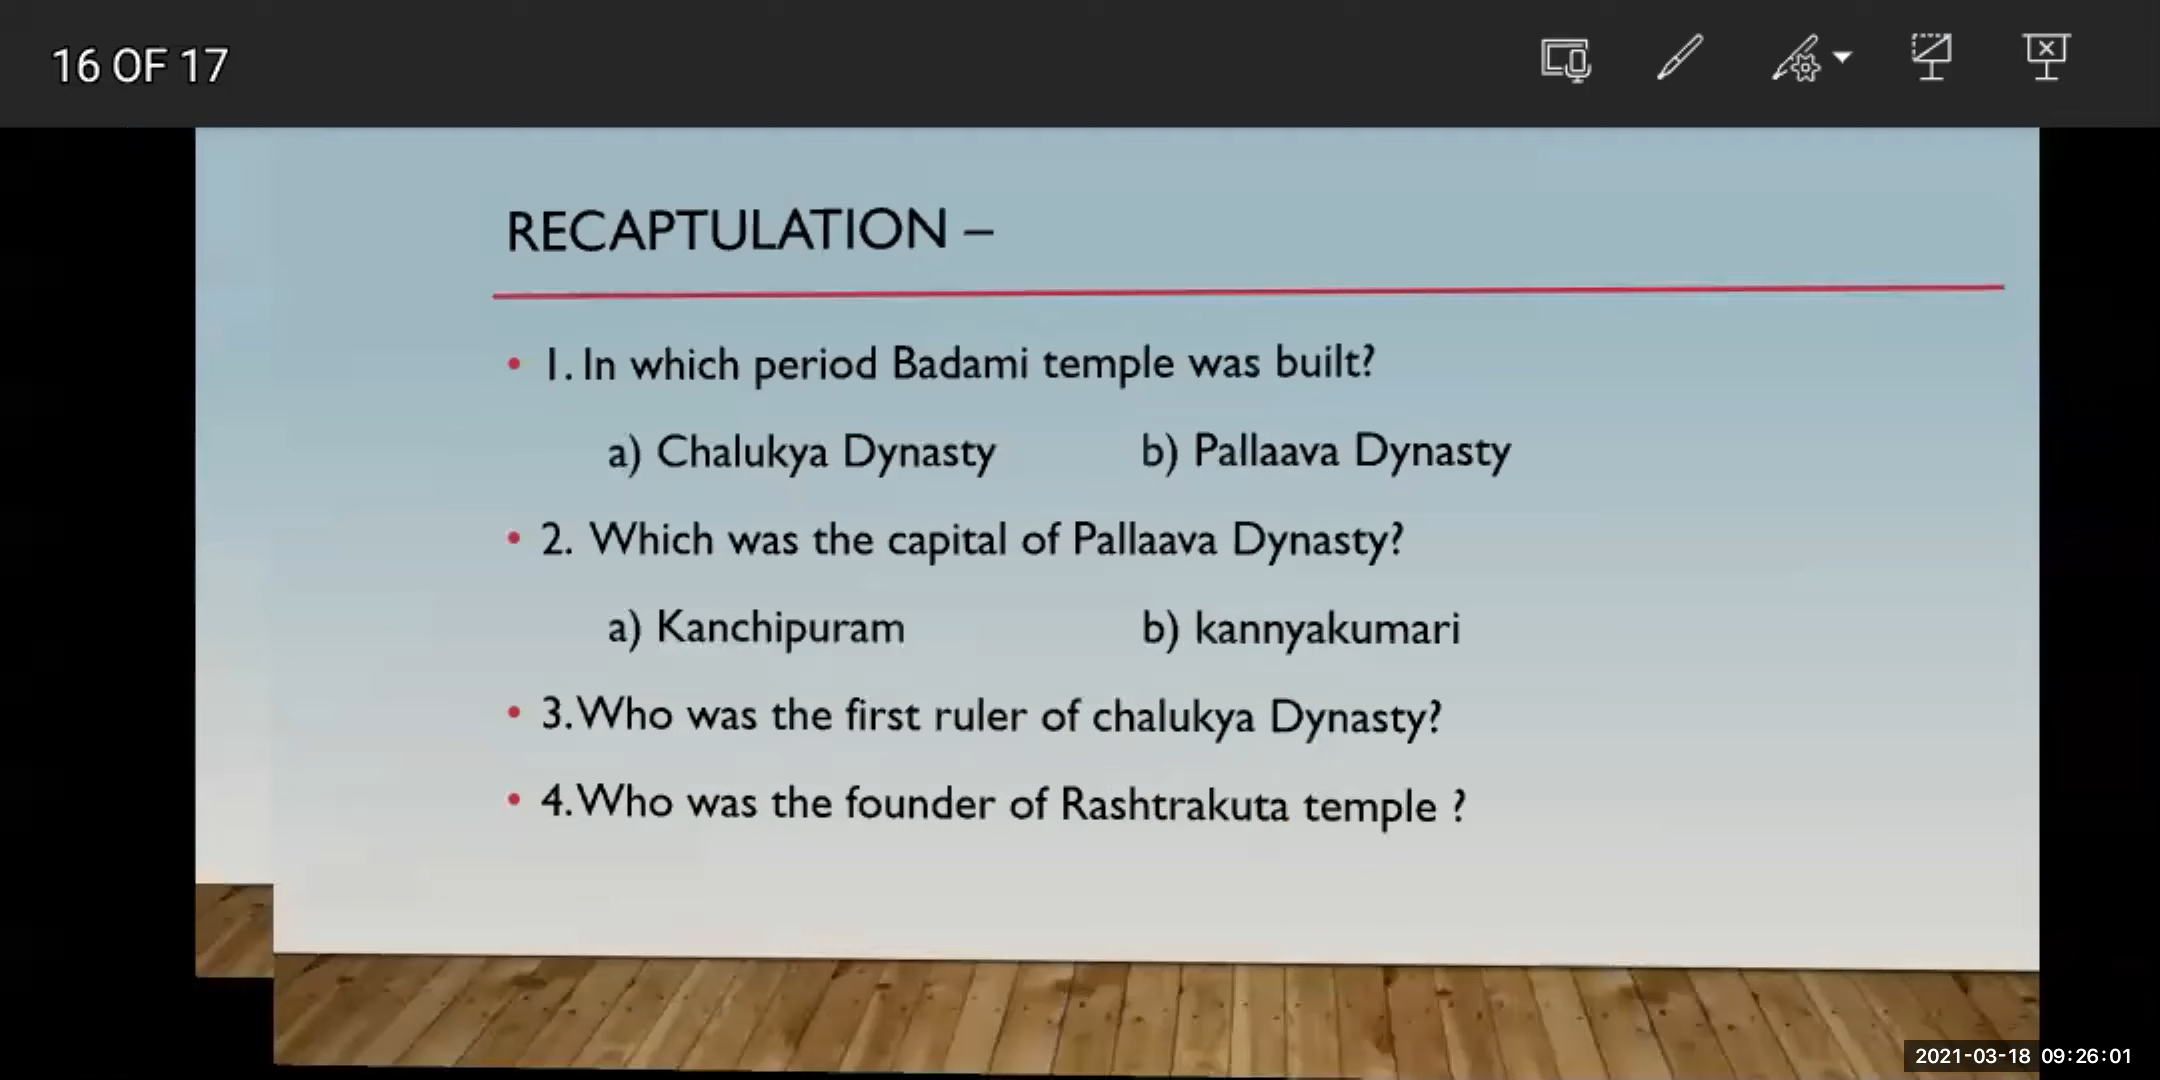 16 OF 17
RECAPTULATION –
• 1. In which period Badami temple was built?
a) Chalukya Dynasty b) Pallaava Dynasty
• 2. Which was the capital of Pallaava Dynasty?
a) Kanchipuram b) kannyakumari
• 3. Who was the first ruler of chalukya Dynasty?
• 4. Who was the founder of Rashtrakuta temple ?
2021-03-18 09:26:01